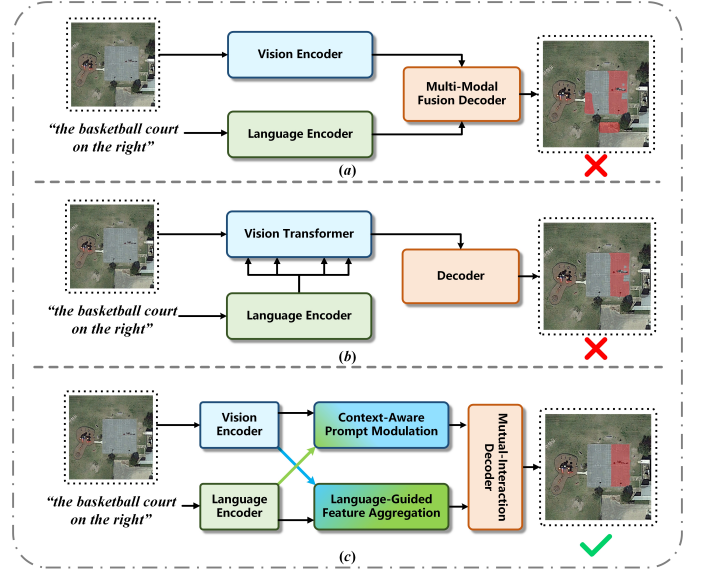 Vision Encoder
Multi-Modal
Fusion Decoder
"the basketball court
on the right"
Language Encoder
(a)
Vision Transformer
Decoder
"the basketball court
on the right"
Language Encoder
(b)
Vision
Encoder
Context-Aware
Prompt Modulation
Mutual-Interaction
Decoder
"the basketball court
on the right"
Language
Encoder
Language-Guided
Feature Aggregation
(c)